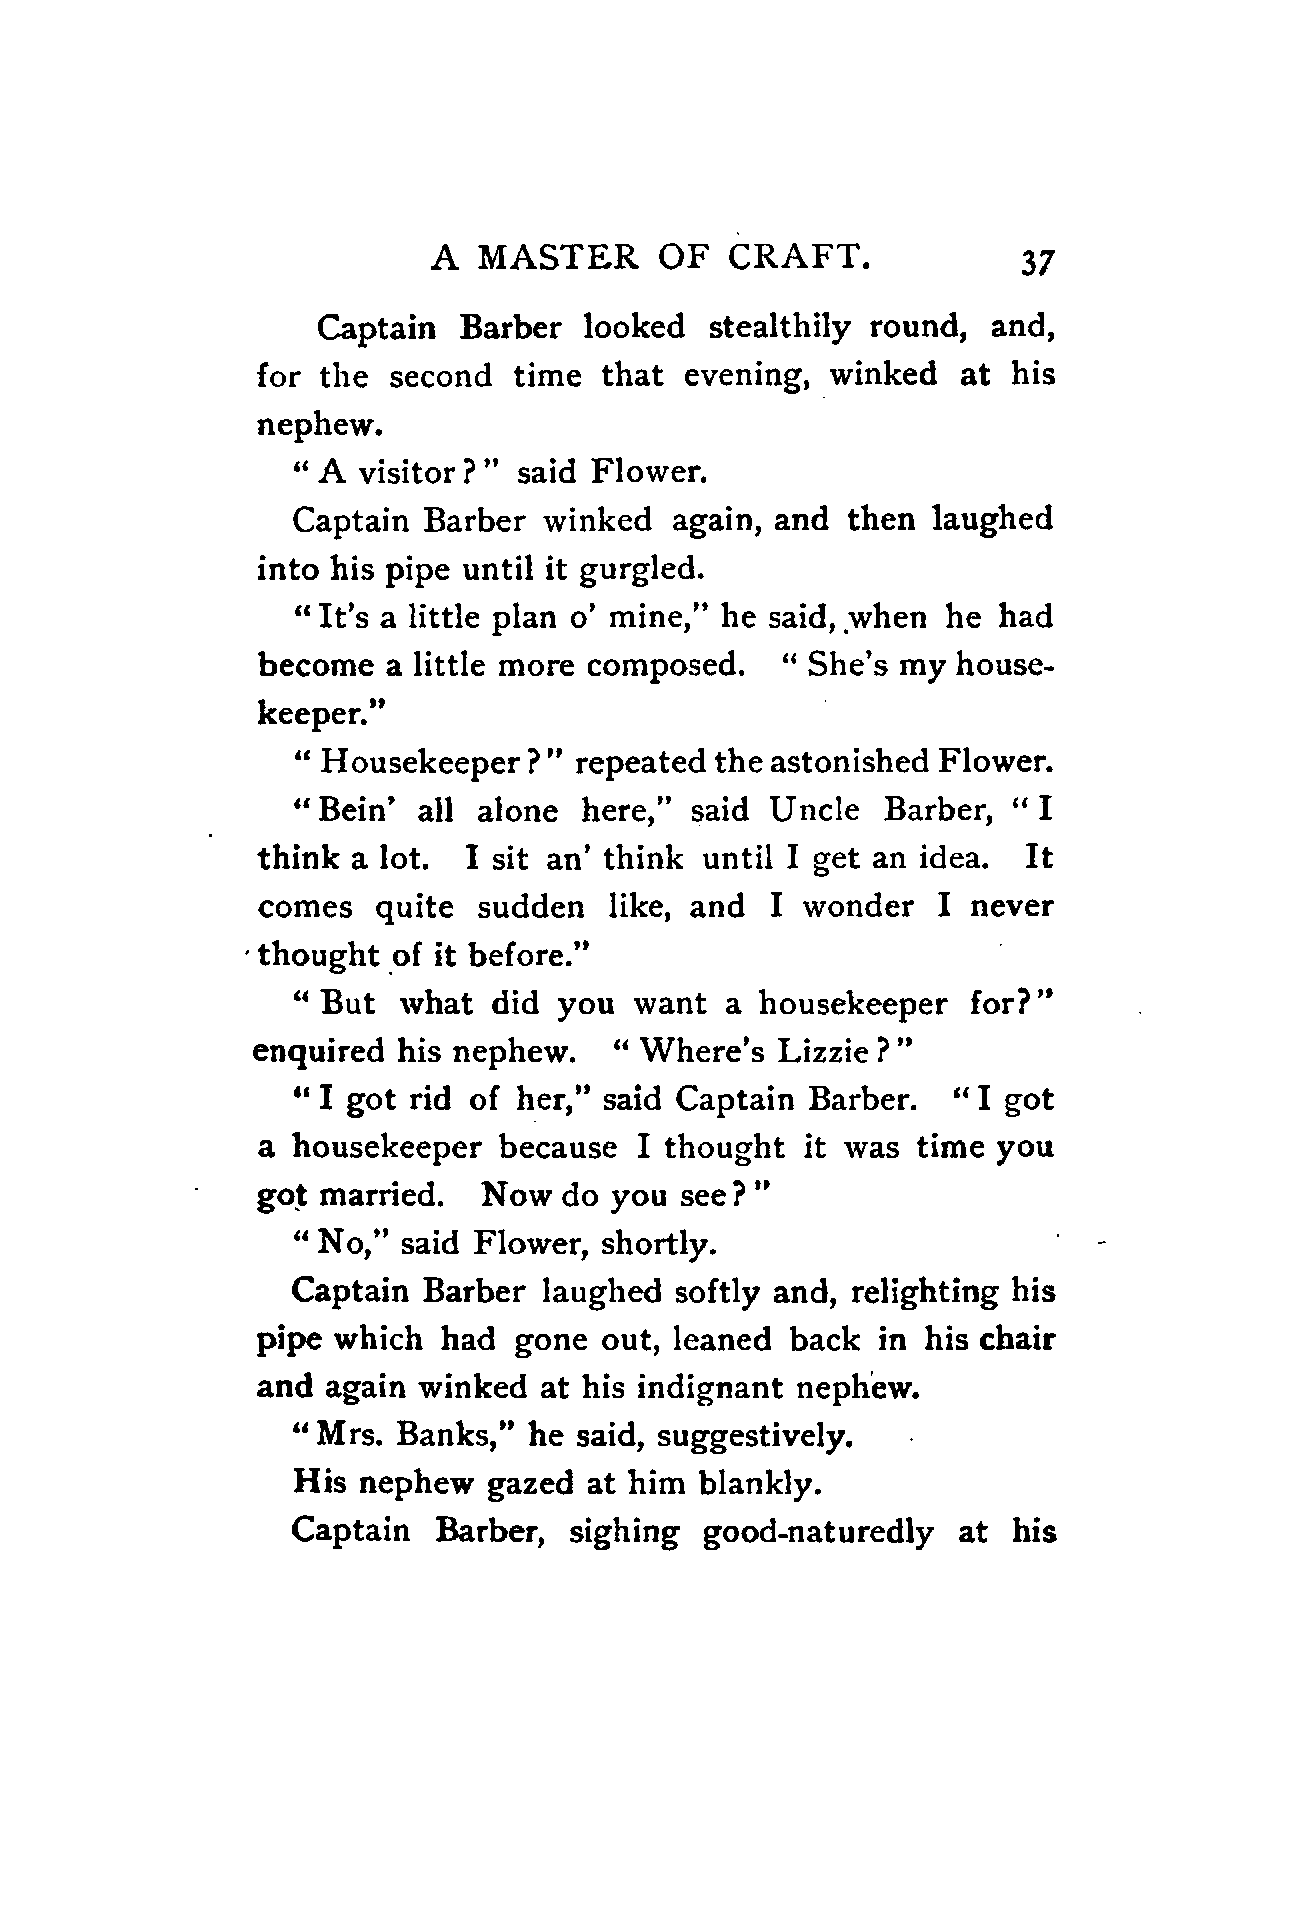 A MASTER OF CRAFT. 37
Captain Barber looked stealthily round, and,
for the second time that evening, winked at his
nephew.
" A visitor ? " said Flower.
Captain Barber winked again, and then laughed
into his pipe until it gurgled.
" It's a little plan o' mine," he said, when he had
become a little more composed. " She's my house-
keeper."
" Housekeeper ? " repeated the astonished Flower.
" Bein' all alone here," said Uncle Barber, " I
think a lot. I sit an' think until I get an idea. It
comes quite sudden like, and I wonder I never
thought of it before."
" But what did you want a housekeeper for? "
enquired his nephew. " Where's Lizzie ? "
" I got rid of her," said Captain Barber. " I got
a housekeeper because I thought it was time you
got married. Now do you see ? "
" No," said Flower, shortly.
Captain Barber laughed softly and, relighting his
pipe which had gone out, leaned back in his chair
and again winked at his indignant nephew.
" Mrs. Banks," he said, suggestively.
His nephew gazed at him blankly.
Captain Barber, sighing good-naturedly at his